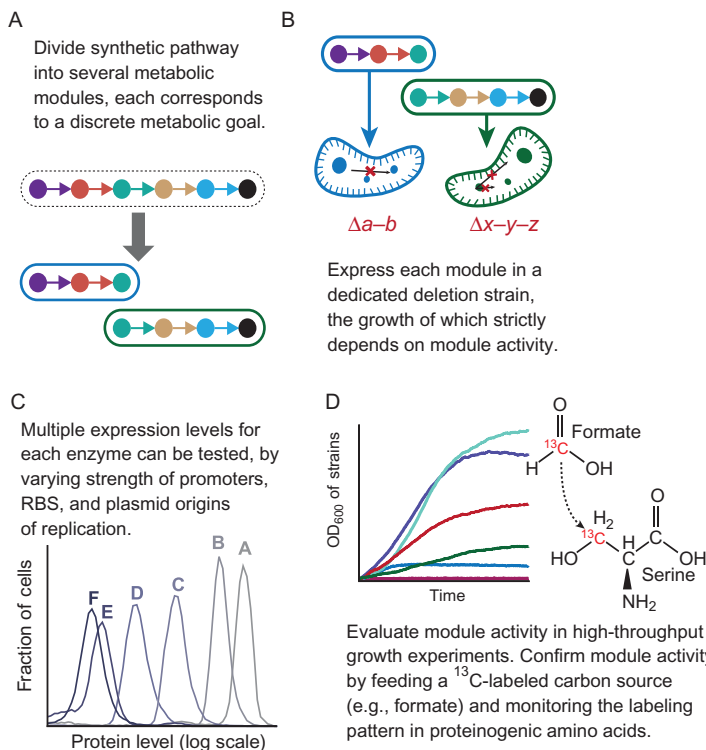 A
Divide synthetic pathway
into several metabolic
modules, each corresponds
to a discrete metabolic goal.
B
Δa–b
Δx–y–z
Express each module in a
dedicated deletion strain,
the growth of which strictly
depends on module activity.
C
Multiple expression levels for
each enzyme can be tested, by
varying strength of promoters,
RBS, and plasmid origins
of replication.
Fraction of cells
F
E
D
C
B
A
Protein level (log scale)
D
OD600 of strains
Time
O
Formate
13C
H
OH
H2
13C
HO
H
C
C
O
OH
Serine
NH2
Evaluate module activity in high-throughput
growth experiments. Confirm module activity
by feeding a 13C-labeled carbon source
(e.g., formate) and monitoring the labeling
pattern in proteinogenic amino acids.